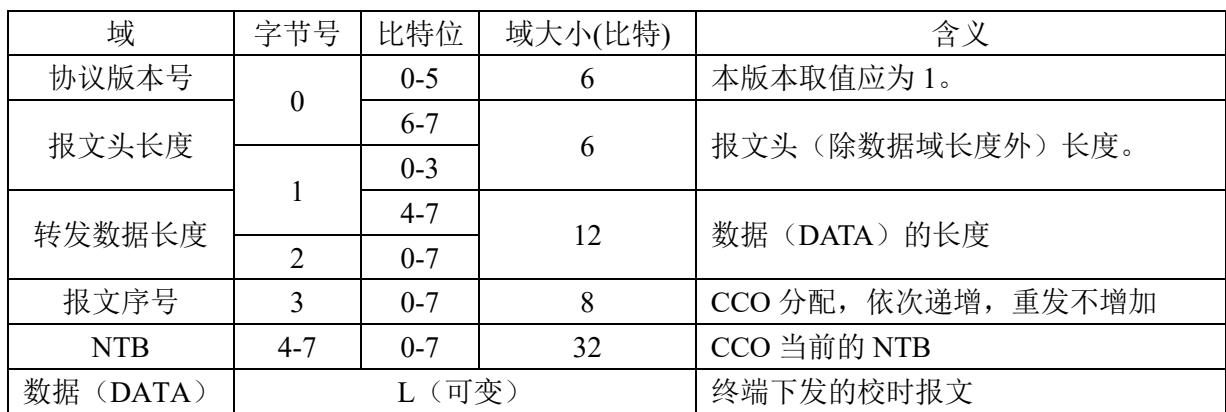 域 字节号 比特位 域大小(比特) 含义
协议版本号 0 0-5 6 本版本取值应为 1。
报文头长度 6-7 6 报文头（除数据域长度外）长度。
1 0-3
转发数据长度 4-7 12 数据（DATA）的长度
2 0-7
报文序号 3 0-7 8 CCO 分配，依次递增，重发不增加
NTB 4-7 0-7 32 CCO 当前的 NTB
数据（DATA） L（可变） 终端下发的校时报文